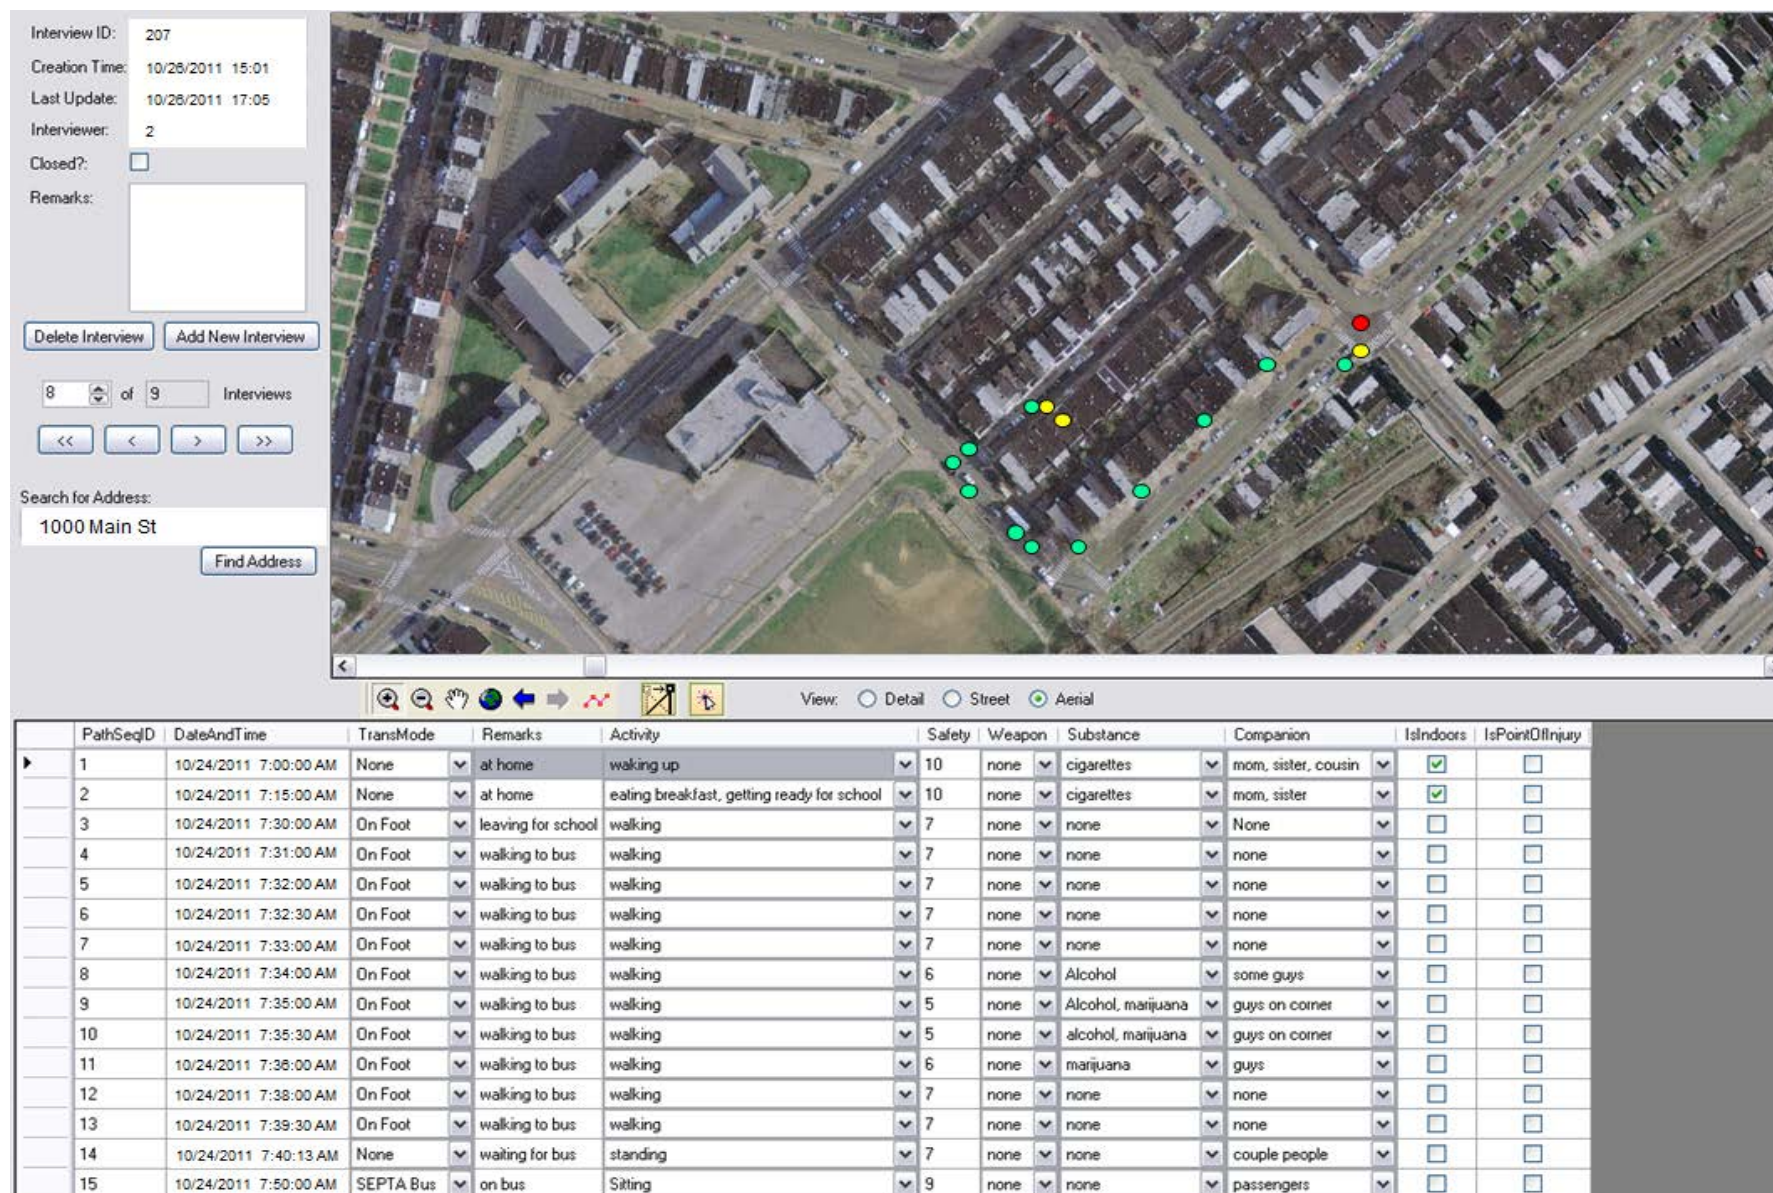 Interview ID: 207
Creation Time: 10/26/2011 15:01
Last Update: 10/26/2011 17:05
Interviewer: 2
Closed?:
Remarks:
Delete Interview Add New Interview
8 of 9 Interviews
<< < > >>
Search for Address:
1000 Main St
Find Address
View: Detail Street Aerial
PathSeqID DateAndTime TransMode Remarks Activity Safety Weapon Substance Companion IsIndoors IsPointOfInjury
1 10/24/2011 7:00:00 AM None at home waking up 10 none cigarettes mom, sister, cousin
2 10/24/2011 7:15:00 AM None at home eating breakfast, getting ready for school 10 none cigarettes mom, sister
3 10/24/2011 7:30:00 AM On Foot leaving for school walking 7 none none None
4 10/24/2011 7:31:00 AM On Foot walking to bus walking 7 none none none
5 10/24/2011 7:32:00 AM On Foot walking to bus walking 7 none none none
6 10/24/2011 7:32:30 AM On Foot walking to bus walking 7 none none none
7 10/24/2011 7:33:00 AM On Foot walking to bus walking 7 none none none
8 10/24/2011 7:34:00 AM On Foot walking to bus walking 6 none Alcohol some guys
9 10/24/2011 7:35:00 AM On Foot walking to bus walking 5 none Alcohol, marijuana guys on corner
10 10/24/2011 7:35:30 AM On Foot walking to bus walking 5 none alcohol, marijuana guys on corner
11 10/24/2011 7:36:00 AM On Foot walking to bus walking 6 none marijuana guys
12 10/24/2011 7:38:00 AM On Foot walking to bus walking 7 none none none
13 10/24/2011 7:39:30 AM On Foot walking to bus walking 7 none none none
14 10/24/2011 7:40:13 AM None waiting for bus standing 7 none none couple people
15 10/24/2011 7:50:00 AM SEPTA Bus on bus Sitting 9 none none passengers